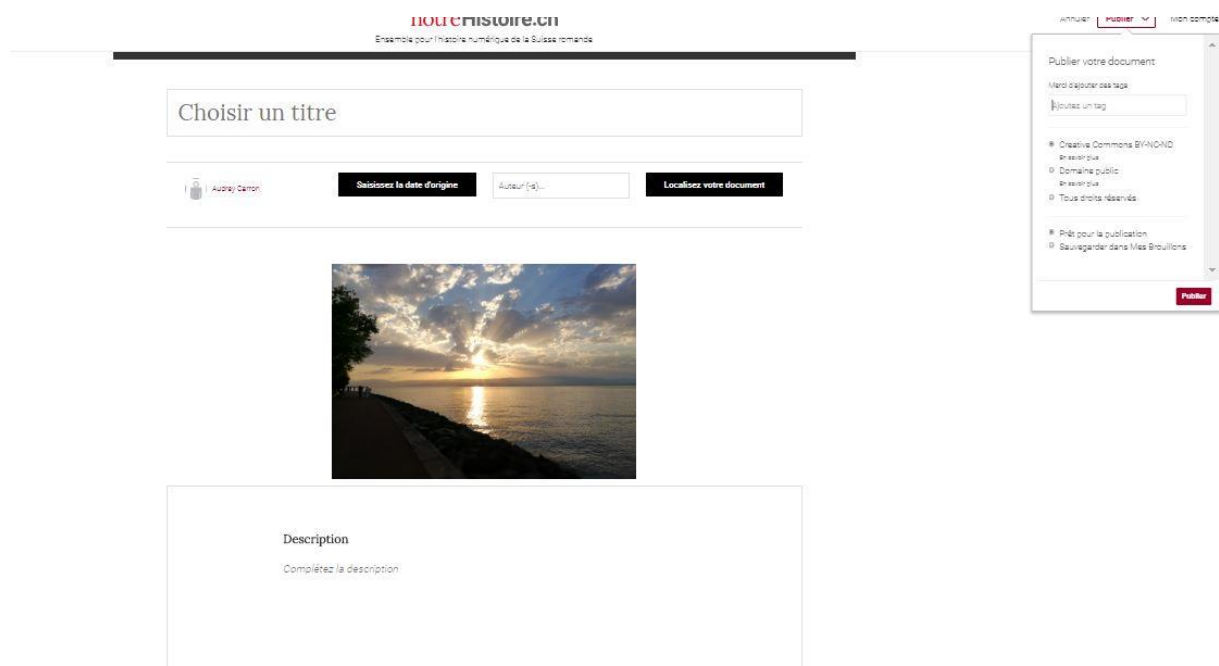 notreHistoire.ch
Ensemble pour l'histoire numérique de la Suisse romande
Annuler Publier Mon compte
Choisir un titre
Audrey Carron
Saisissez la date d'origine
Auteur (-s)...
Localisez votre document
Description
Complétez la description
Publier votre document
Merci d'ajouter des tags
Ajoutez un tag
Creative Commons BY-NC-ND
En savoir plus
Domaine public
En savoir plus
Tous droits réservés
Prêt pour la publication
Sauvegarder dans Mes Brouillons
Publier